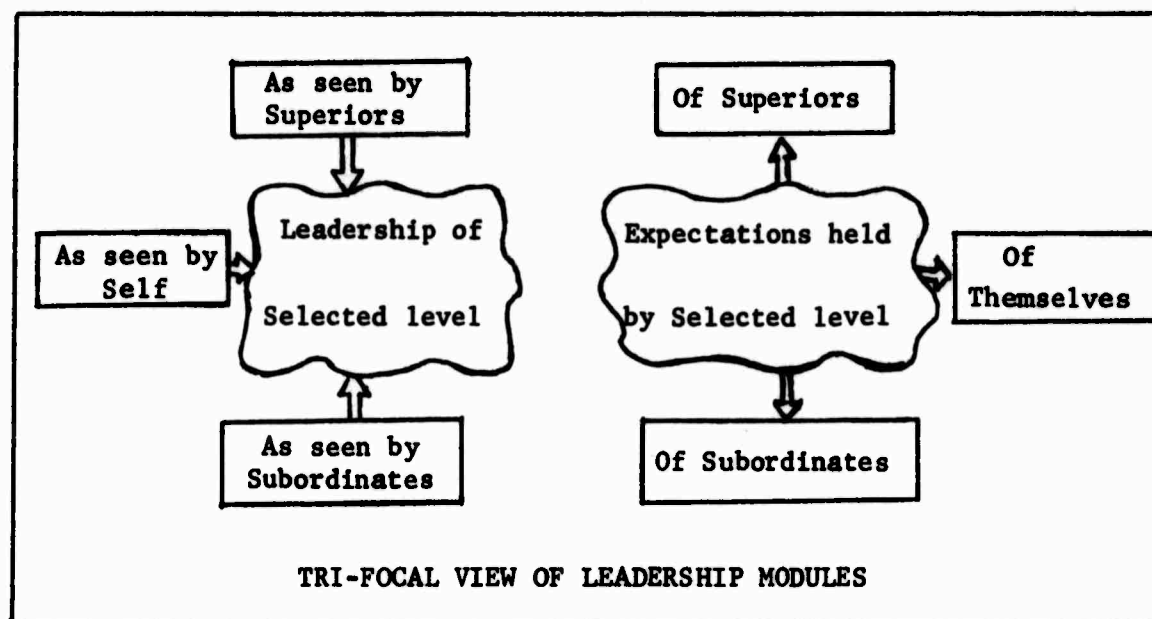 As seen by
Superiors
As seen by
Self
Leadership of
Selected level
As seen by
Subordinates
Of Superiors
Expectations held
by Selected level
Of
Themselves
Of Subordinates
TRI-FOCAL VIEW OF LEADERSHIP MODULES